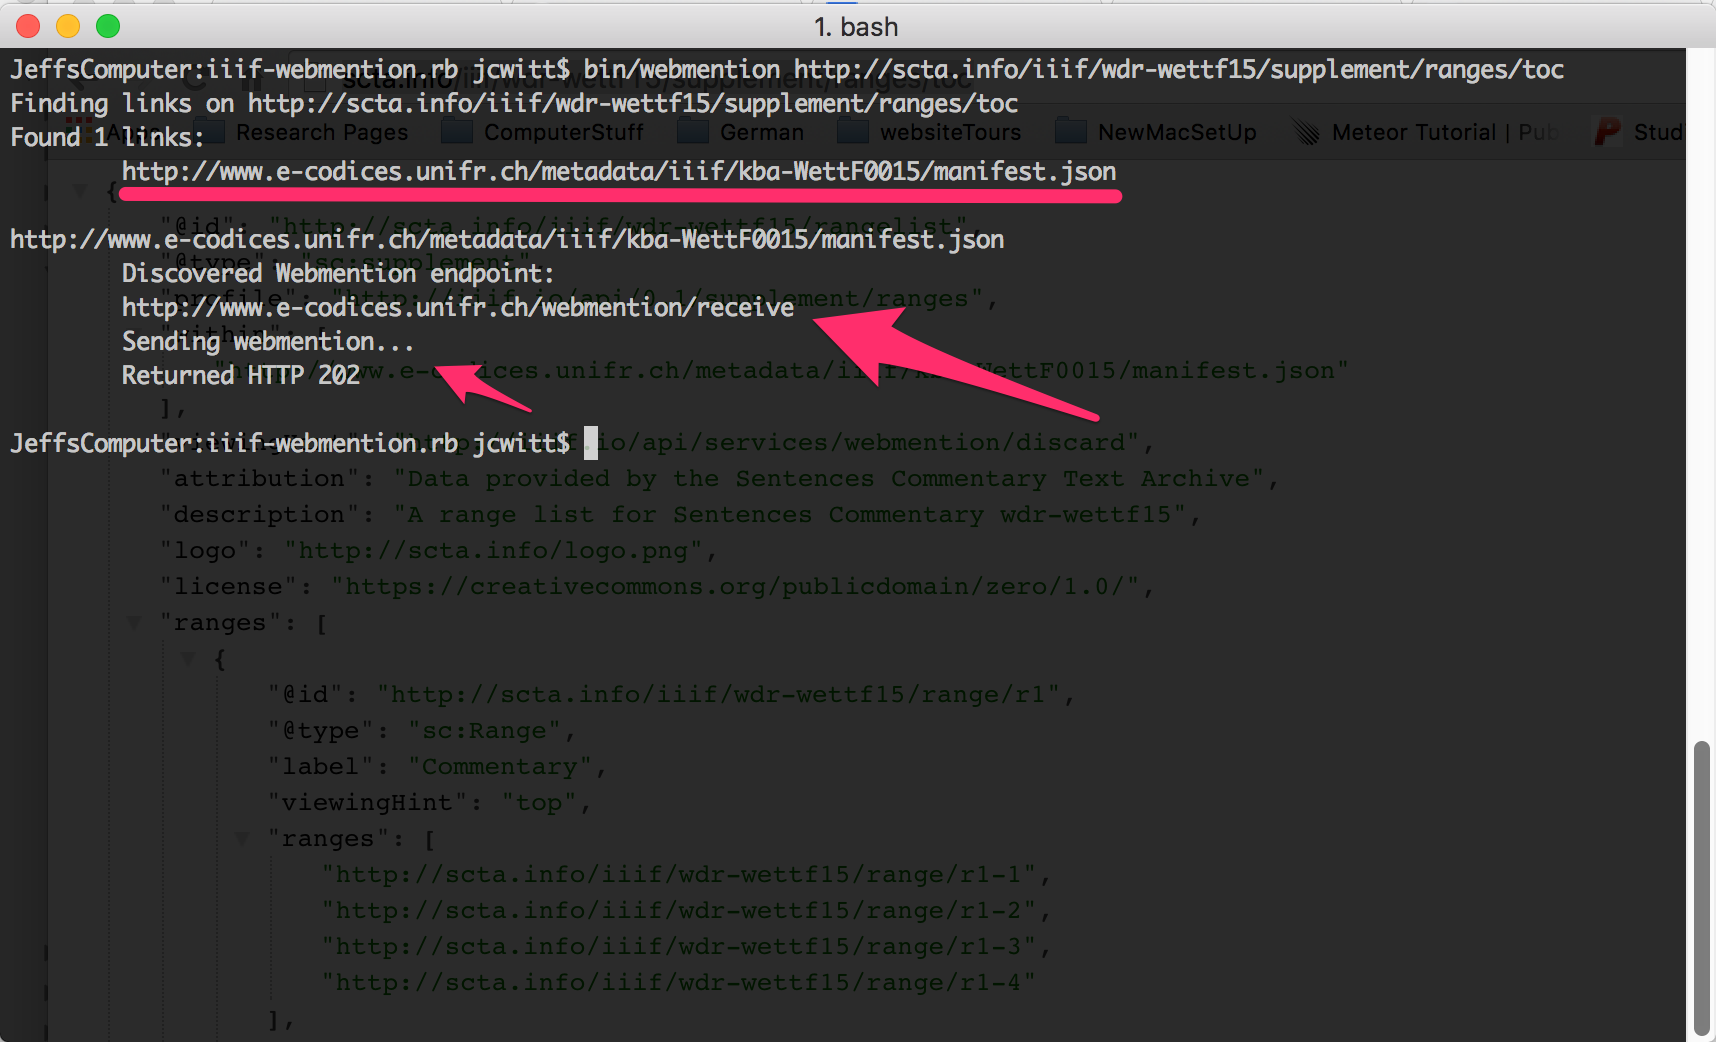 1. bash
JeffsComputer:iiif-webmention.rb jcwitt$ bin/webmention http://scta.info/iiif/wdr-wettf15/supplement/ranges/toc
Finding links on http://scta.info/iiif/wdr-wettf15/supplement/ranges/toc
Found 1 links:
Apps Research Pages ComputerStuff German websiteTours NewMacSetUp Meteor Tutorial | Pub Stud
http://www.e-codices.unifr.ch/metadata/iiif/kba-WettF0015/manifest.json
{
"@id": "http://scta.info/iiif/wdr-wettf15/rangelist",
http://www.e-codices.unifr.ch/metadata/iiif/kba-WettF0015/manifest.json
"@type": "sc:supplement",
Discovered Webmention endpoint:
"profile": "http://iiif.io/api/0.1/supplement/ranges",
http://www.e-codices.unifr.ch/webmention/receive
"within": [
Sending webmention...
"http://www.e-codices.unifr.ch/metadata/iiif/kba-WettF0015/manifest.json"
Returned HTTP 202
],
JeffsComputer:iiif-webmention.rb jcwitt$
"http://iiif.io/api/services/webmention/discard",
"attribution": "Data provided by the Sentences Commentary Text Archive",
"description": "A range list for Sentences Commentary wdr-wettf15",
"logo": "http://scta.info/logo.png",
"license": "https://creativecommons.org/publicdomain/zero/1.0/",
"ranges": [
{
"@id": "http://scta.info/iiif/wdr-wettf15/range/r1",
"@type": "sc:Range",
"label": "Commentary",
"viewingHint": "top",
"ranges": [
"http://scta.info/iiif/wdr-wettf15/range/r1-1",
"http://scta.info/iiif/wdr-wettf15/range/r1-2",
"http://scta.info/iiif/wdr-wettf15/range/r1-3",
"http://scta.info/iiif/wdr-wettf15/range/r1-4"
],